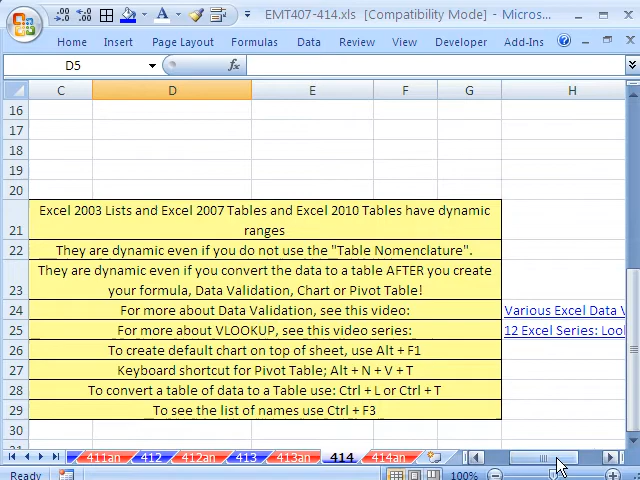 EMT407-414.xls [Compatibility Mode] - Micros...
Home Insert Page Layout Formulas Data Review View Developer Add-Ins
D5 fx
C D E F G H
16
17
18
19
20
21 Excel 2003 Lists and Excel 2007 Tables and Excel 2010 Tables have dynamic
ranges
22 They are dynamic even if you do not use the "Table Nomenclature".
23 They are dynamic even if you convert the data to a table AFTER you create
your formula, Data Validation, Chart or Pivot Table!
24 For more about Data Validation, see this video: Various Excel Data V
25 For more about VLOOKUP, see this video series: 12 Excel Series: Loo
26 To create default chart on top of sheet, use Alt + F1
27 Keyboard shortcut for Pivot Table; Alt + N + V + T
28 To convert a table of data to a Table use: Ctrl + L or Ctrl + T
29 To see the list of names use Ctrl + F3
30
411an 412 412an 413 413an 414 414an
Ready 100%